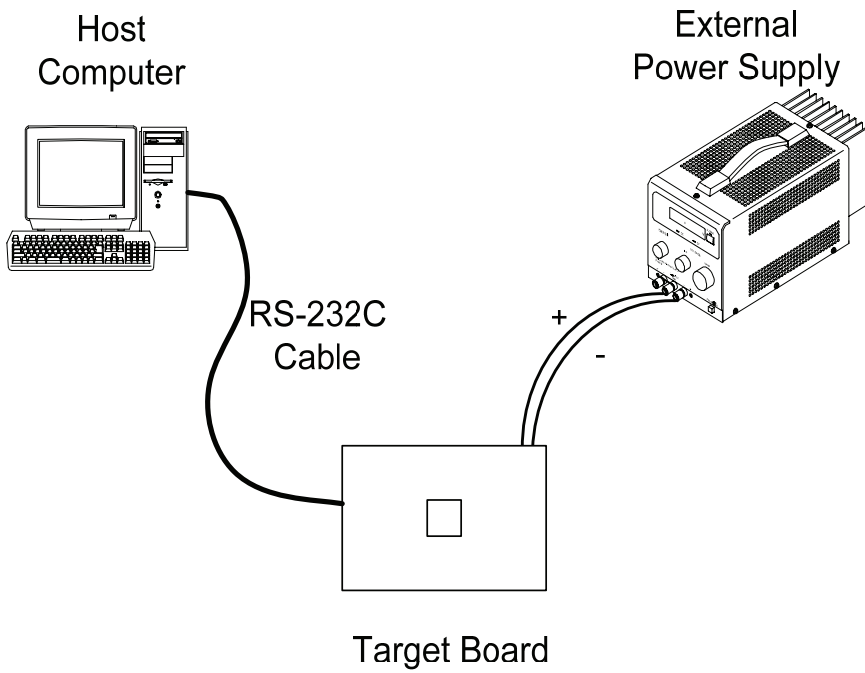 Host
Computer
External
Power Supply
RS-232C
Cable
+
-
Target Board